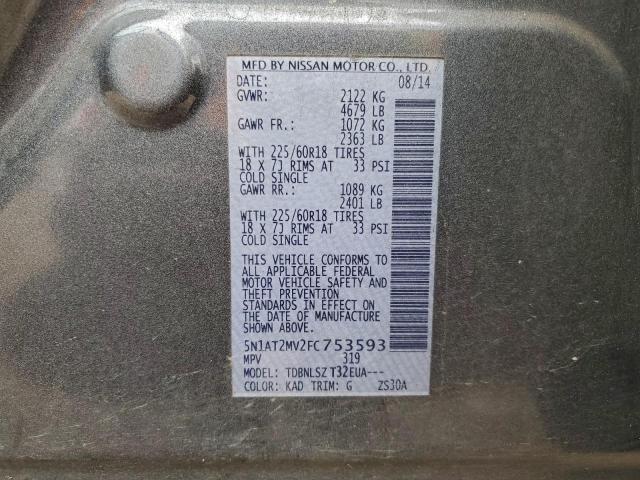 MFD BY NISSAN MOTOR CO., LTD.
DATE: 08/14
GVWR: 2122 KG
4679 LB
GAWR FR.: 1072 KG
2363 LB
WITH 225/60R18 TIRES
18 X 7J RIMS AT 33 PSI
COLD SINGLE
GAWR RR.: 1089 KG
2401 LB
WITH 225/60R18 TIRES
18 X 7J RIMS AT 33 PSI
COLD SINGLE
THIS VEHICLE CONFORMS TO
ALL APPLICABLE FEDERAL
MOTOR VEHICLE SAFETY AND
THEFT PREVENTION
STANDARDS IN EFFECT ON
THE DATE OF MANUFACTURE
SHOWN ABOVE.
5N1AT2MV2FC753593
MPV 319
MODEL: TDBNLSZ T32EUA---
COLOR: KAD TRIM: G ZS30A